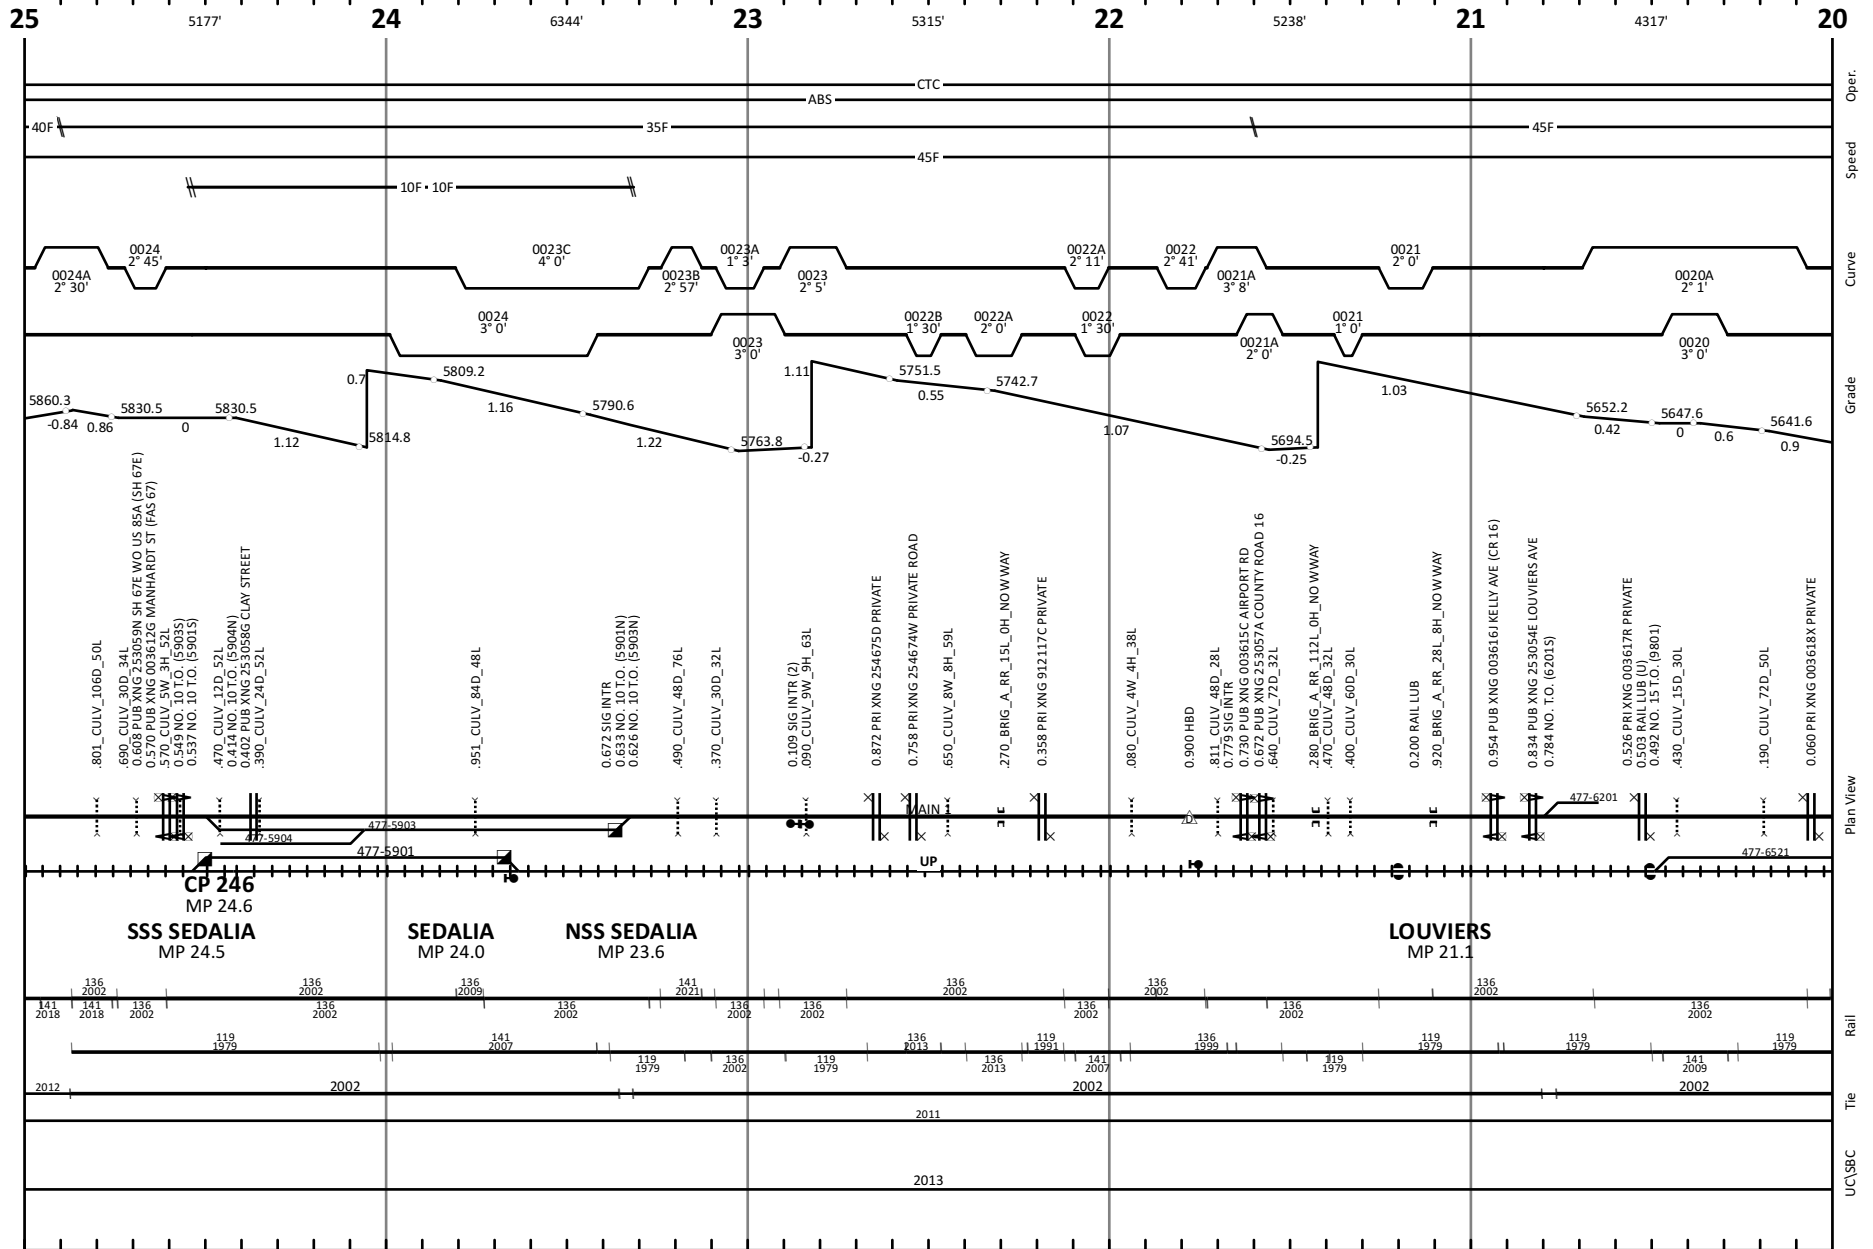 25 5177' 24 6344' 23 5315' 22 5238' 21 4317' 20
CTC
Oper.
ABS
40F 35F 45F
45F
Speed
10F 10F
0024 2° 45'
0023C 4° 0'
0023A 1° 3'
0022A 2° 11'
0022 2° 41'
0021 2° 0'
0024A 2° 30'
0023B 2° 57'
0023 2° 5'
0021A 3° 8'
0020A 2° 1'
Curve
0024 3° 0'
0022B 1° 30'
0022A 2° 0'
0022 1° 30'
0021 1° 0'
0023 3° 0'
0021A 2° 0'
0020 3° 0'
5860.3 5830.5 5830.5 5814.8 5809.2 5790.6 5763.8 5751.5 5742.7 5694.5 5652.2 5647.6 5641.6
-0.84 0.86 0 1.12 0.7 1.16 1.22 -0.27 1.11 0.55 1.07 -0.25 1.03 0.42 0 0.6 0.9
Grade
.801_CULV_106D_50L
.690_CULV_30D_34L
0.608 PUB XNG 253059N SH 67E WO US 85A (SH 67E)
0.570 PUB XNG 003612G MANHARDT ST (FAS 67)
.570_CULV_5W_3H_52L
0.549 NO. 10 T.O. (5903S)
0.537 NO. 10 T.O. (5901S)
.470_CULV_12D_52L
0.414 NO. 10 T.O. (5904N)
0.402 PUB XNG 253058G CLAY STREET
.390_CULV_24D_52L
.951_CULV_84D_48L
0.672 SIG INTR
0.633 NO. 10 T.O. (5901N)
0.626 NO. 10 T.O. (5903N)
.490_CULV_48D_76L
.370_CULV_30D_32L
0.109 SIG INTR (2)
.090_CULV_9W_9H_63L
0.872 PRI XNG 254675D PRIVATE
0.758 PRI XNG 254674W PRIVATE ROAD
.650_CULV_8W_8H_59L
.270_BRIG_A_RR_15L_0H_NOWWAY
0.358 PRI XNG 912117C PRIVATE
.080_CULV_4W_4H_38L
0.900 HBD
.811_CULV_48D_28L
0.779 SIG INTR
0.730 PUB XNG 003615C AIRPORT RD
0.672 PUB XNG 253057A COUNTY ROAD 16
.640_CULV_72D_32L
.280_BRIG_A_RR_112L_0H_NOWWAY
.470_CULV_48D_32L
.400_CULV_60D_30L
0.200 RAIL LUB
.920_BRIG_A_RR_28L_8H_NOWWAY
0.954 PUB XNG 003616J KELLY AVE (CR 16)
0.834 PUB XNG 253054E LOUVIERS AVE
0.784 NO. T.O. (6201S)
0.526 PRI XNG 003617R PRIVATE
0.503 RAIL LUB (U)
0.492 NO. 15 T.O. (9801)
.430_CULV_15D_30L
.190_CULV_72D_50L
0.060 PRI XNG 003618X PRIVATE
477-6201
MAIN 1
D
Plan View
477-5903
477-5904
477-5901
UP
477-6521
CP 246
MP 24.6
SSS SEDALIA
MP 24.5
SEDALIA
MP 24.0
NSS SEDALIA
MP 23.6
LOUVIERS
MP 21.1
136 2002
136 2002
136 2009
141 2021
136 2002
136 2002
136 2002
141 2018
141 2018
136 2002
136 2002
136 2002
136 2002
136 2002
136 2002
136 2002
136 2002
Rail
119 1979
141 2007
136 2013
119 1991
136 1999
119 1979
119 1979
119 1979
119 1979
136 2002
119 1979
136 2013
141 2007
119 1979
141 2009
2012 2002 2002 2002
Tie
2011
2013
UC\SBC